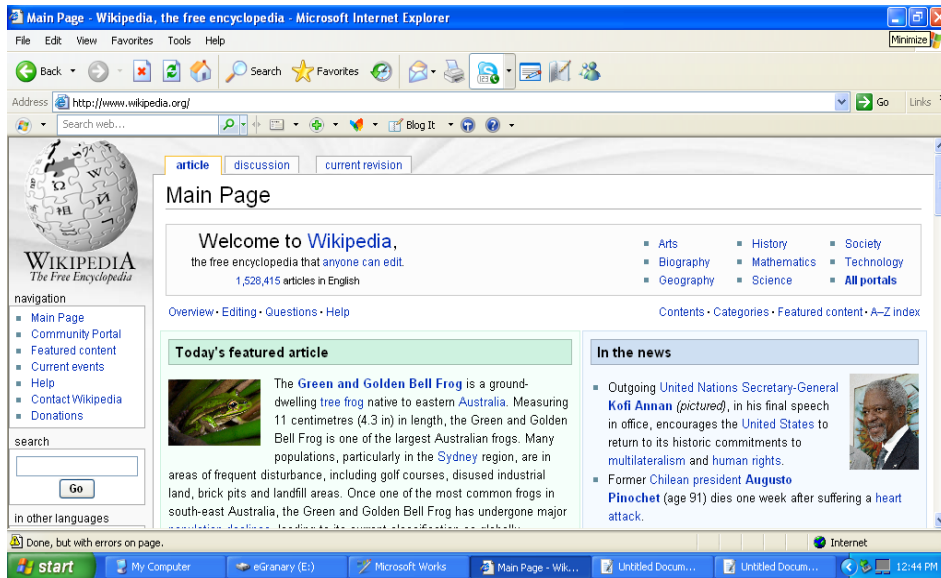 Main Page - Wikipedia, the free encyclopedia - Microsoft Internet Explorer
File Edit View Favorites Tools Help
Minimize
Back Search Favorites
Address http://www.wikipedia.org/ Go Links
Search web... Blog It
article discussion current revision
Main Page
WIKIPEDIA
The Free Encyclopedia
navigation
Main Page
Community Portal
Featured content
Current events
Help
Contact Wikipedia
Donations
search
Go
in other languages
Welcome to Wikipedia,
the free encyclopedia that anyone can edit.
1,528,415 articles in English
Arts History Society
Biography Mathematics Technology
Geography Science All portals
Overview · Editing · Questions · Help
Contents · Categories · Featured content · A–Z index
Today's featured article
The Green and Golden Bell Frog is a ground-
dwelling tree frog native to eastern Australia. Measuring
11 centimetres (4.3 in) in length, the Green and Golden
Bell Frog is one of the largest Australian frogs. Many
populations, particularly in the Sydney region, are in
areas of frequent disturbance, including golf courses, disused industrial
land, brick pits and landfill areas. Once one of the most common frogs in
south-east Australia, the Green and Golden Bell Frog has undergone major
In the news
Outgoing United Nations Secretary-General
Kofi Annan (pictured), in his final speech
in office, encourages the United States to
return to its historic commitments to
multilateralism and human rights.
Former Chilean president Augusto
Pinochet (age 91) dies one week after suffering a heart
attack.
Done, but with errors on page. Internet
start My Computer eGranary (E:) Microsoft Works Main Page - Wik... Untitled Docum... Untitled Docum... 12:44 PM